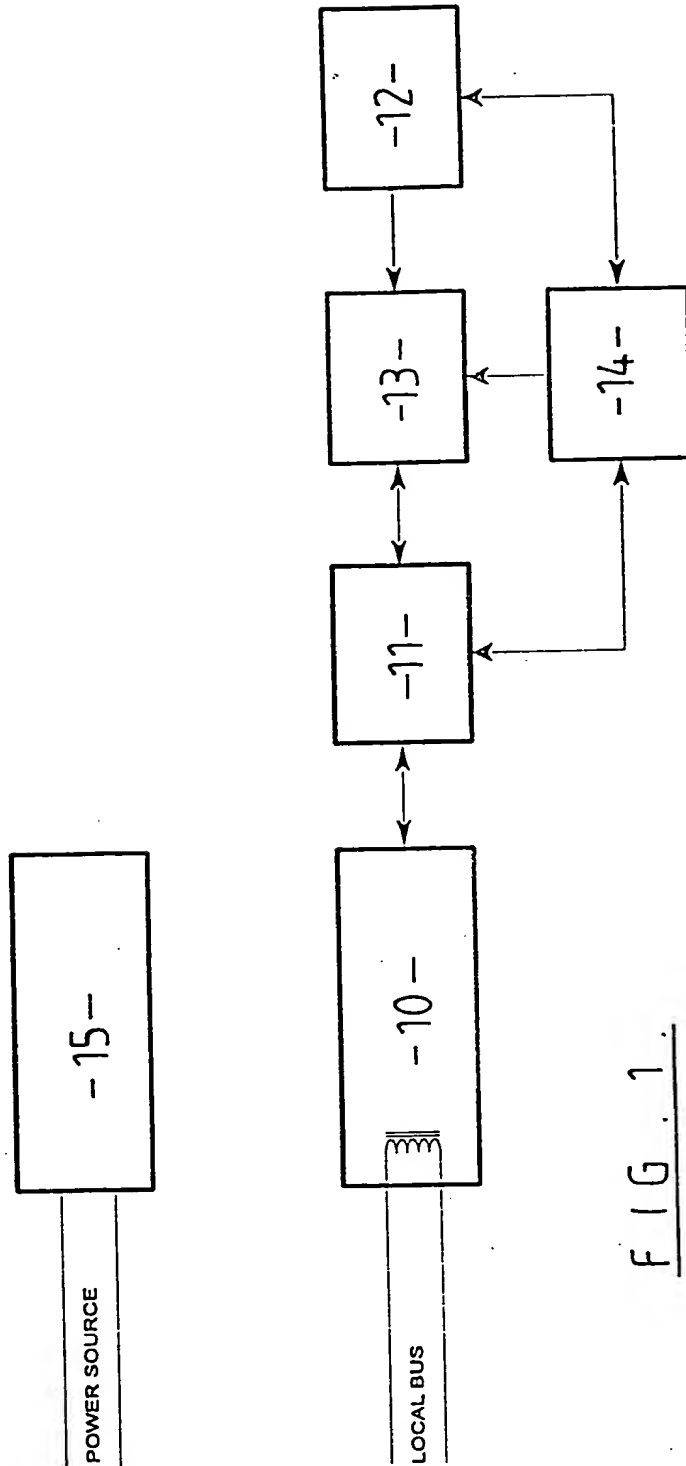 POWER SOURCE
-15-
LOCAL BUS
-10-
-11-
-13-
-12-
-14-
FIG. 1.